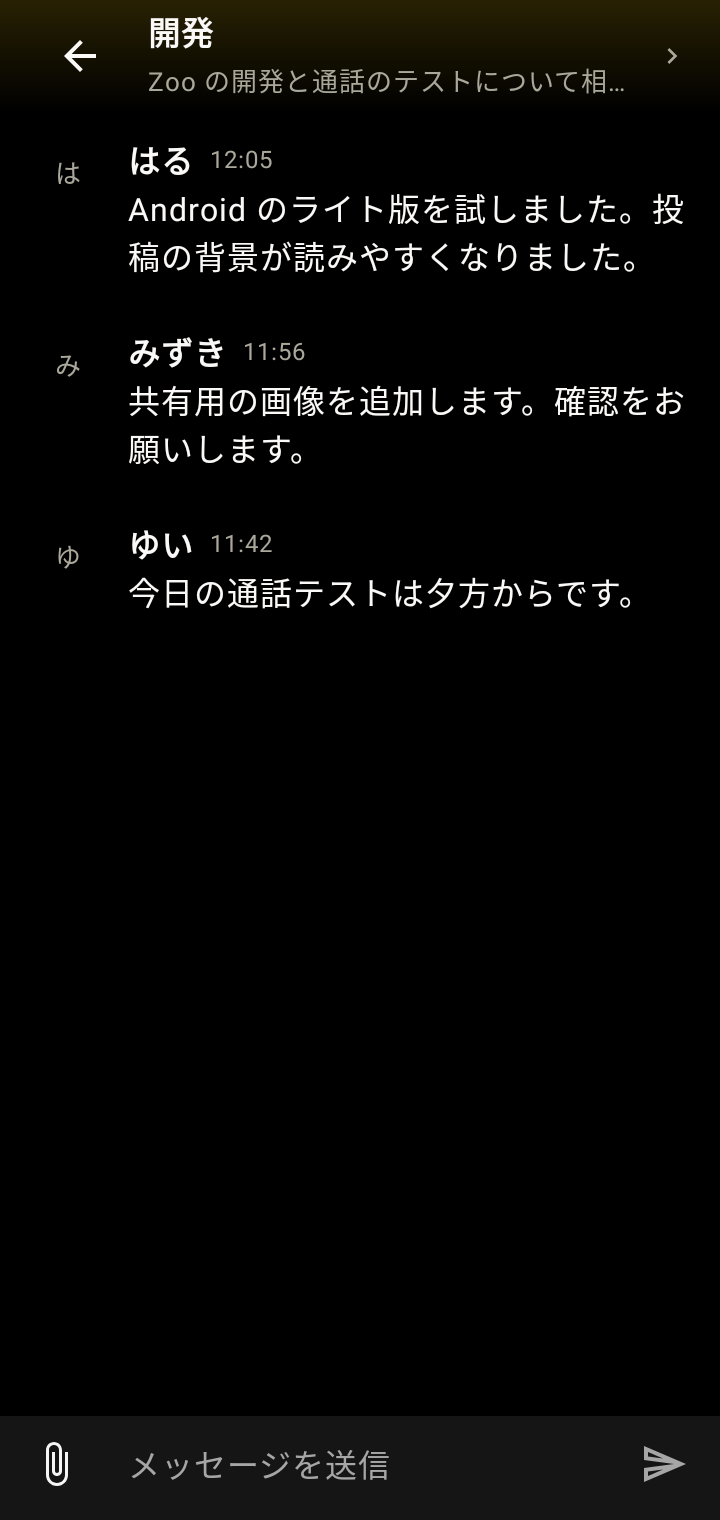 開発
Zoo の開発と通話のテストについて相…
は
はる 12:05
Android のライト版を試しました。投
稿の背景が読みやすくなりました。
み
みずき 11:56
共有用の画像を追加します。確認をお
願いします。
ゆ
ゆい 11:42
今日の通話テストは夕方からです。
メッセージを送信